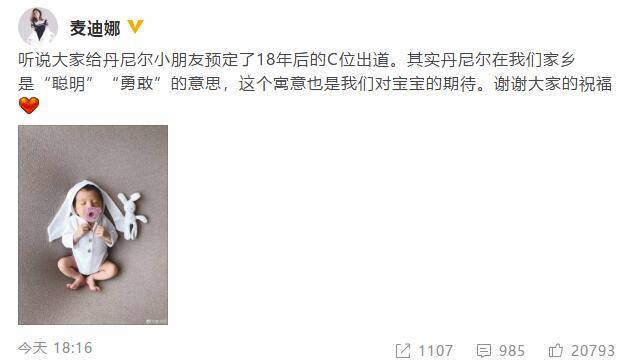 麦迪娜
听说大家给丹尼尔小朋友预定了18年后的C位出道。其实丹尼尔在我们家乡
是“聪明”“勇敢”的意思，这个寓意也是我们对宝宝的期待。谢谢大家的祝福
今天 18:16
1107 985 20793